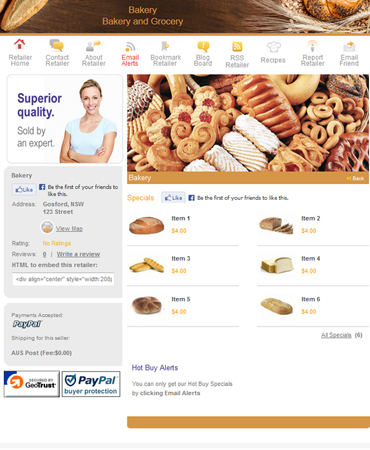 Bakery
Bakery and Grocery
Retailer Home
Contact Retailer
About Retailer
Email Alerts
Bookmark Retailer
Blog Board
RSS Retailer
Recipes
Report Retailer
Email Friend
Superior quality.
Sold by an expert.
Bakery
Like
Be the first of your friends to like this.
Address: Gosford, NSW
123 Street
View Map
Rating: No Ratings
Reviews: 0 | Write a review
HTML to embed this retailer:
<div align="center" style="width:208p
Payments Accepted:
PayPal
Shipping for this seller:
AUS Post (Fee:$0.00)
SECURED BY
GeoTrust
PayPal
buyer protection
Bakery
Back
Specials
Like
Be the first of your friends to like this.
Item 1
$4.00
Item 2
$4.00
Item 3
$4.00
Item 4
$4.00
Item 5
$4.00
Item 6
$4.00
All Specials (6)
Hot Buy Alerts
You can only get our Hot Buy Specials
by clicking Email Alerts